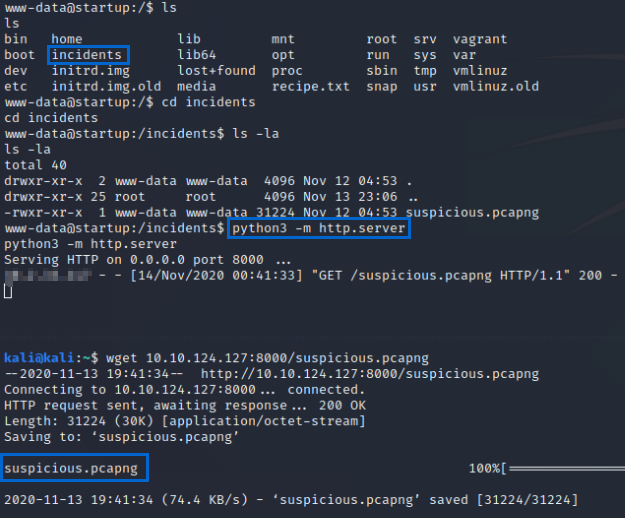 www-data@startup:/$ ls
ls
bin   home            lib         mnt         root  srv  vagrant
boot  incidents       lib64       opt         run   sys  var
dev   initrd.img      lost+found  proc        sbin  tmp  vmlinuz
etc   initrd.img.old  media       recipe.txt  snap  usr  vmlinuz.old
www-data@startup:/$ cd incidents
cd incidents
www-data@startup:/incidents$ ls -la
ls -la
total 40
drwxr-xr-x  2 www-data www-data  4096 Nov 12 04:53 .
drwxr-xr-x 25 root     root      4096 Nov 13 23:06 ..
-rwxr-xr-x  1 www-data www-data 31224 Nov 12 04:53 suspicious.pcapng
www-data@startup:/incidents$ python3 -m http.server
python3 -m http.server
Serving HTTP on 0.0.0.0 port 8000 ...
- - [14/Nov/2020 00:41:33] "GET /suspicious.pcapng HTTP/1.1" 200 -
kali@kali:~$ wget 10.10.124.127:8000/suspicious.pcapng
--2020-11-13 19:41:34--  http://10.10.124.127:8000/suspicious.pcapng
Connecting to 10.10.124.127:8000... connected.
HTTP request sent, awaiting response... 200 OK
Length: 31224 (30K) [application/octet-stream]
Saving to: ‘suspicious.pcapng’
suspicious.pcapng                              100%[==================
2020-11-13 19:41:34 (74.4 KB/s) - ‘suspicious.pcapng’ saved [31224/31224]